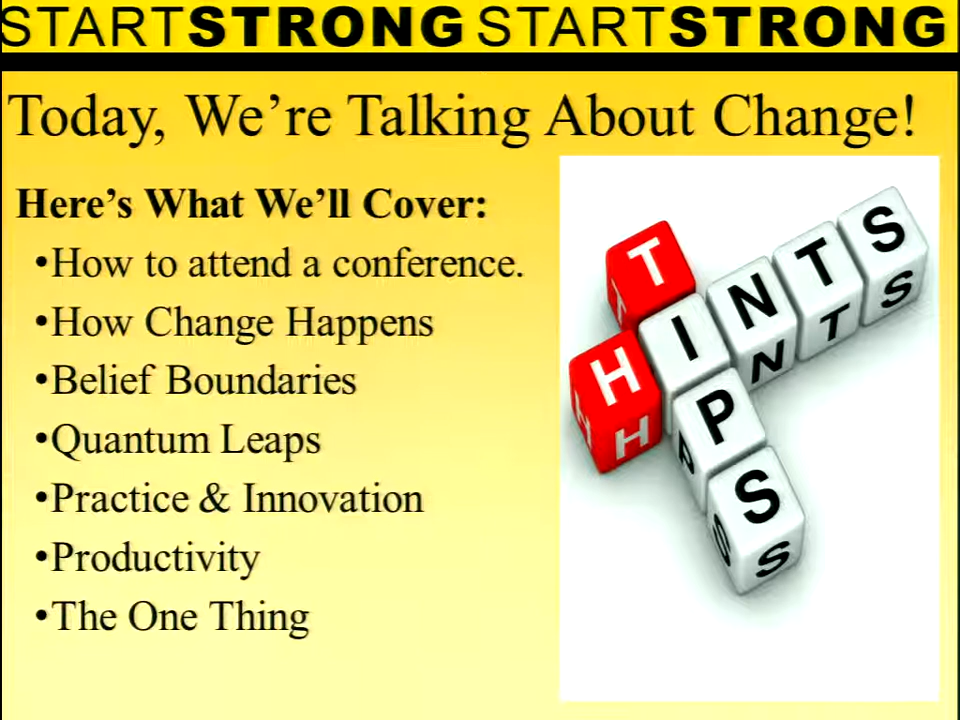 STARTSTRONG STARTSTRONG
Today, We’re Talking About Change!
Here’s What We’ll Cover:
•How to attend a conference.
•How Change Happens
•Belief Boundaries
•Quantum Leaps
•Practice & Innovation
•Productivity
•The One Thing
HINTS
TIPS